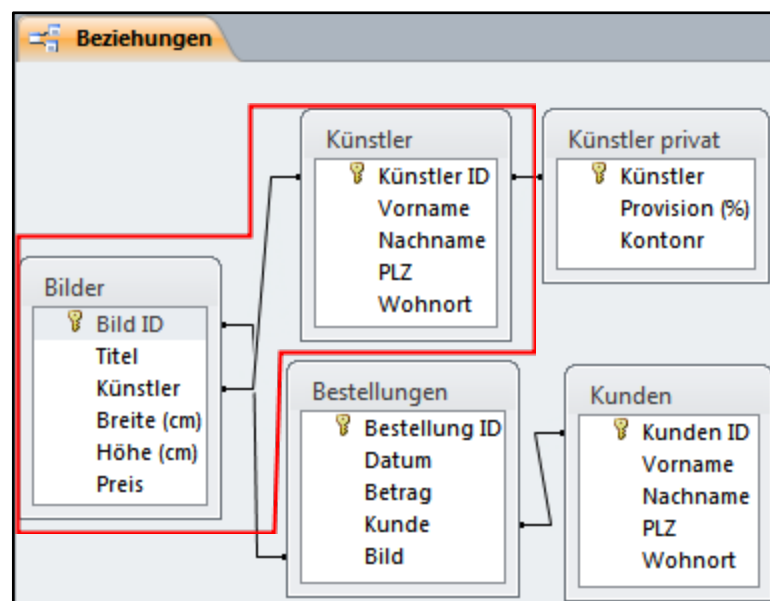 Beziehungen
Künstler
Künstler ID
Vorname
Nachname
PLZ
Wohnort
Künstler privat
Künstler
Provision (%)
Kontonr
Bilder
Bild ID
Titel
Künstler
Breite (cm)
Höhe (cm)
Preis
Bestellungen
Bestellung ID
Datum
Betrag
Kunde
Bild
Kunden
Kunden ID
Vorname
Nachname
PLZ
Wohnort